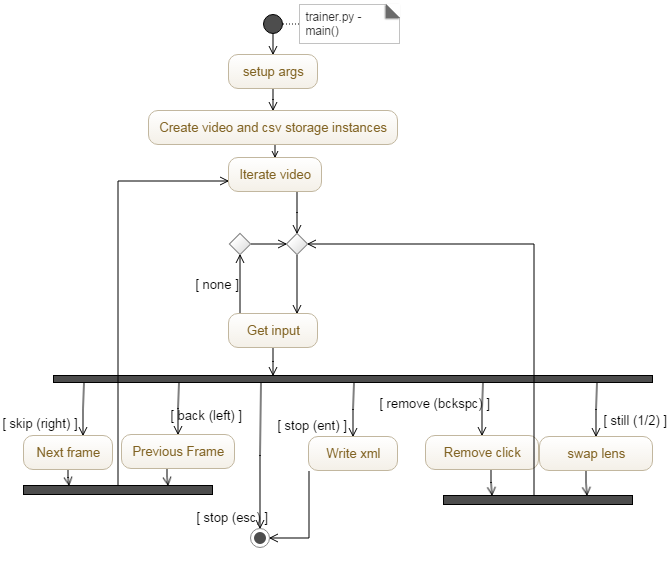 trainer.py -
main()
setup args
Create video and csv storage instances
Iterate video
[ none ]
Get input
[ skip (right) ]
[ back (left) ]
[ stop (ent) ]
[ remove (bckspc) ]
[ still (1/2) ]
Next frame
Previous Frame
Write xml
Remove click
swap lens
[ stop (esc) ]